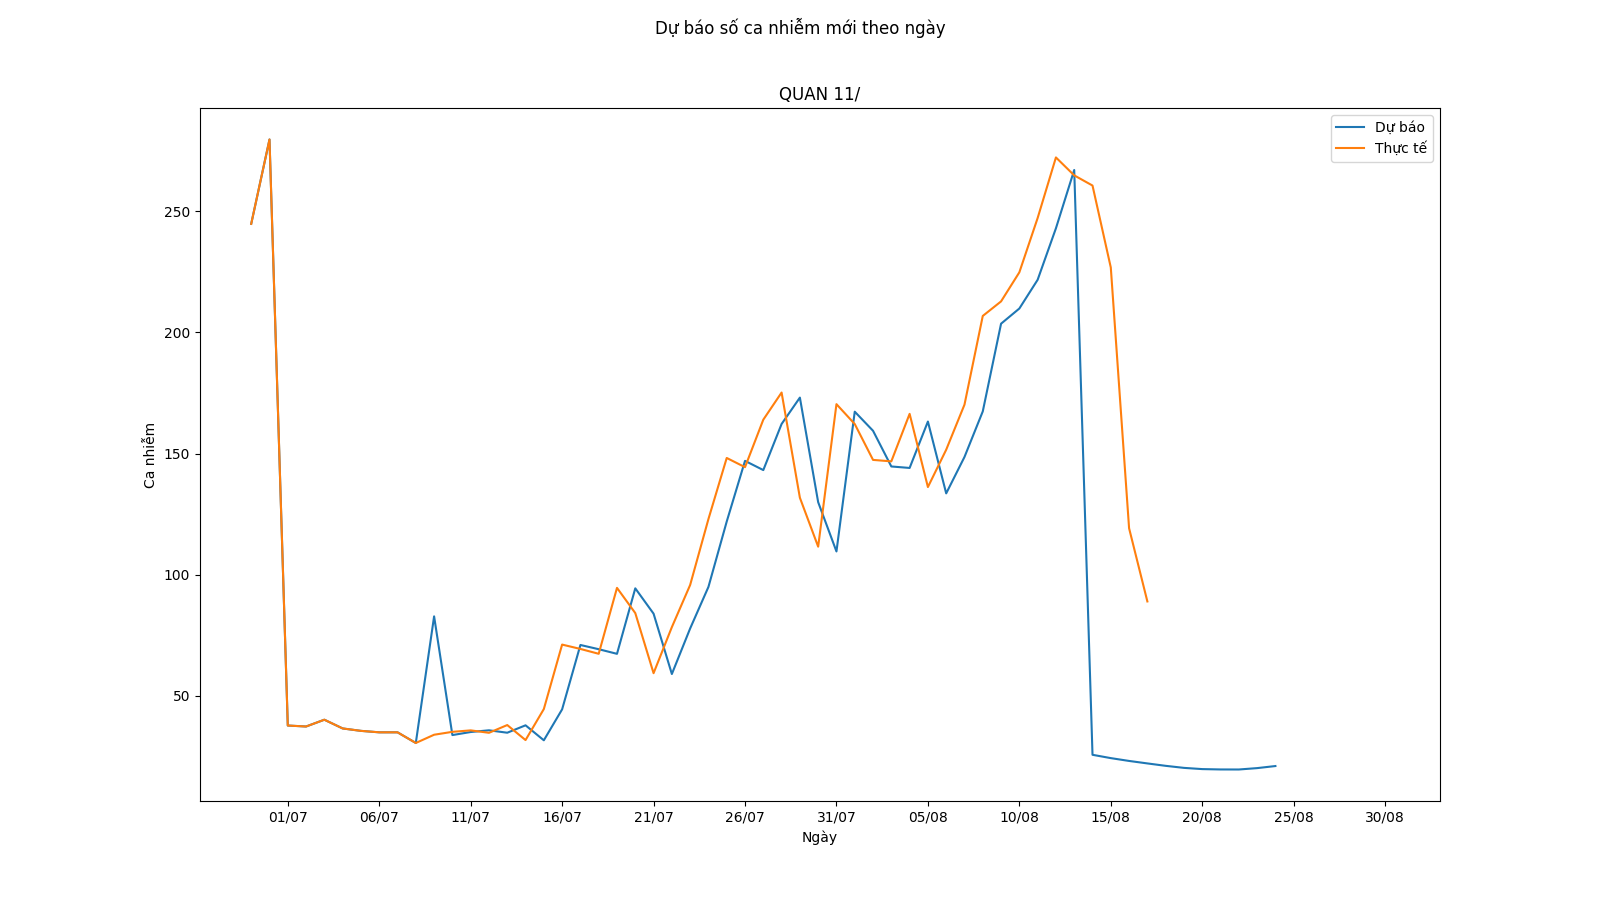 Dự báo số ca nhiễm mới theo ngày
QUAN 11/
Dự báo
Thực tế
250
200
150
100
50
Ca nhiễm
01/07 06/07 11/07 16/07 21/07 26/07 31/07 05/08 10/08 15/08 20/08 25/08 30/08
Ngày